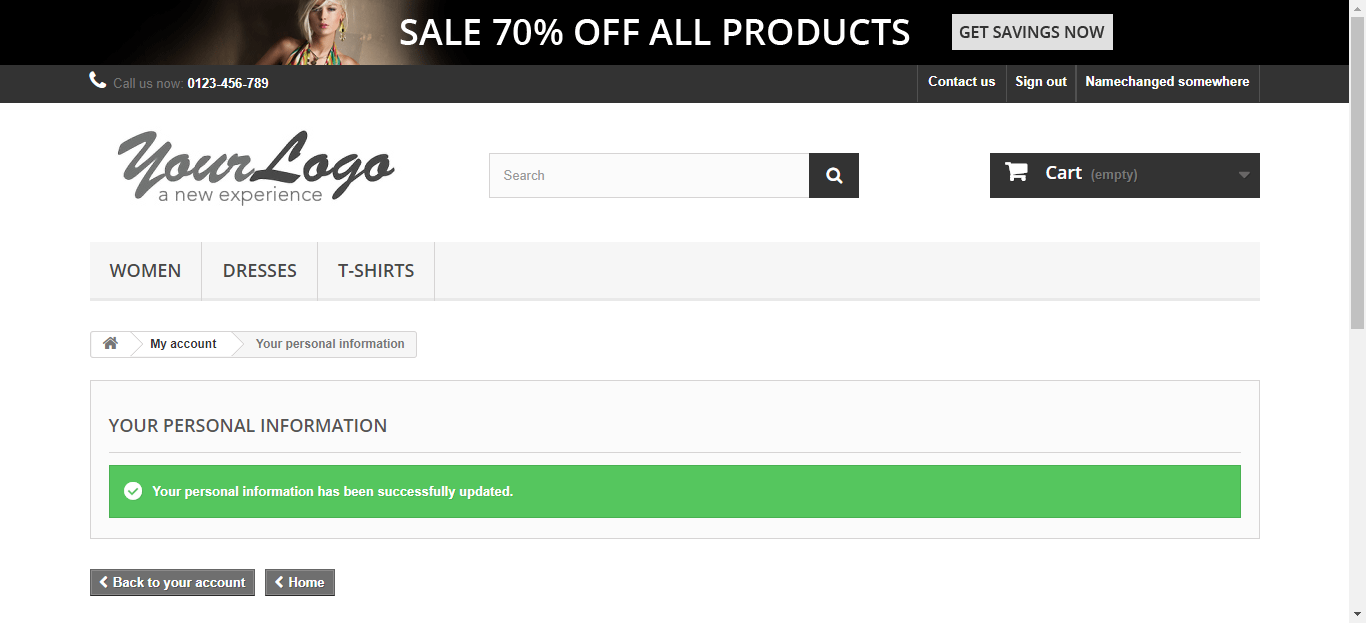 SALE 70% OFF ALL PRODUCTS GET SAVINGS NOW
Call us now: 0123-456-789 Contact us Sign out Namechanged somewhere
YourLogo
a new experience
Search
Cart (empty)
WOMEN DRESSES T-SHIRTS
My account Your personal information
YOUR PERSONAL INFORMATION
Your personal information has been successfully updated.
Back to your account Home